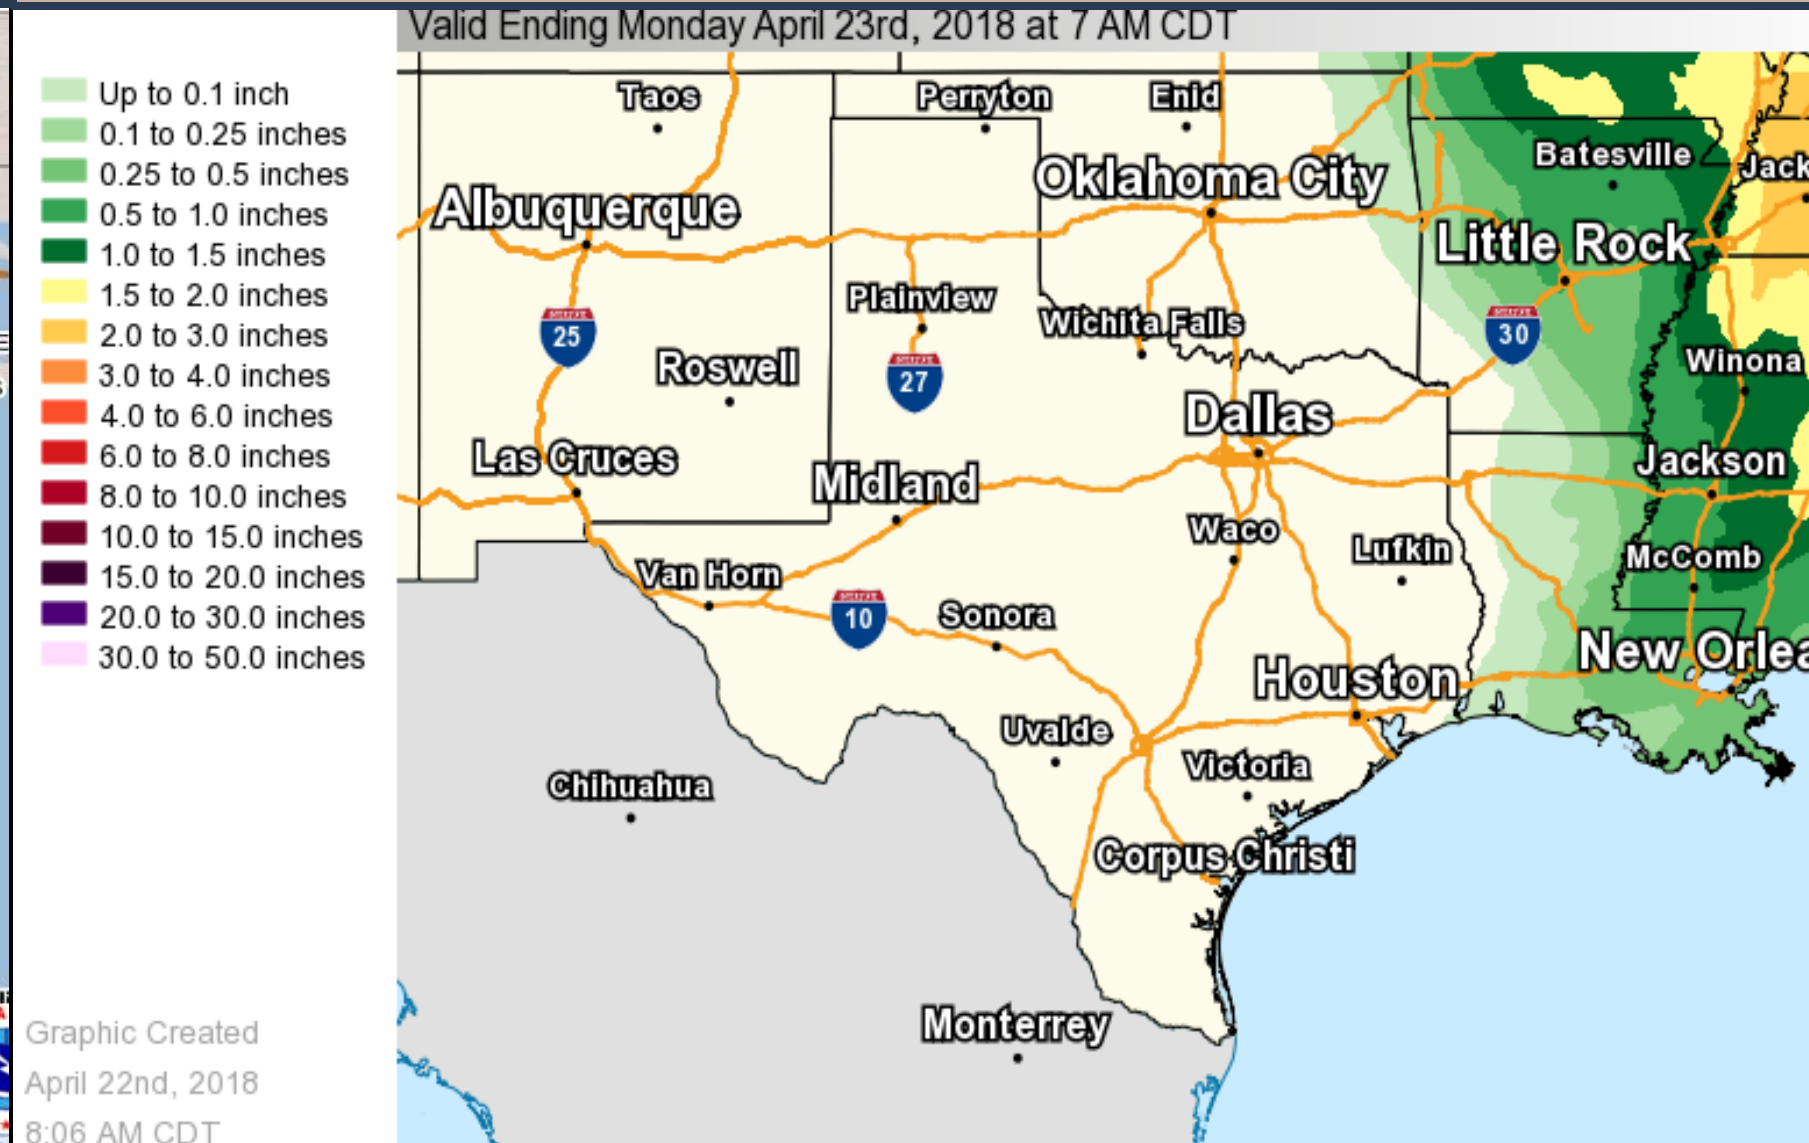 Valid Ending Monday April 23rd, 2018 at 7 AM CDT
Up to 0.1 inch
0.1 to 0.25 inches
0.25 to 0.5 inches
0.5 to 1.0 inches
1.0 to 1.5 inches
1.5 to 2.0 inches
2.0 to 3.0 inches
3.0 to 4.0 inches
4.0 to 6.0 inches
6.0 to 8.0 inches
8.0 to 10.0 inches
10.0 to 15.0 inches
15.0 to 20.0 inches
20.0 to 30.0 inches
30.0 to 50.0 inches
Graphic Created
April 22nd, 2018
8:06 AM CDT
Taos
Perryton
Enid
Batesville
Jack
Oklahoma City
Albuquerque
Little Rock
Plainview
Wichita Falls
25
30
Winona
Roswell
27
Dallas
Las Cruces
Midland
Jackson
Waco
Lufkin
McComb
Van Horn
10
Sonora
New Orlea
Houston
Uvalde
Victoria
Chihuahua
Corpus Christi
Monterrey